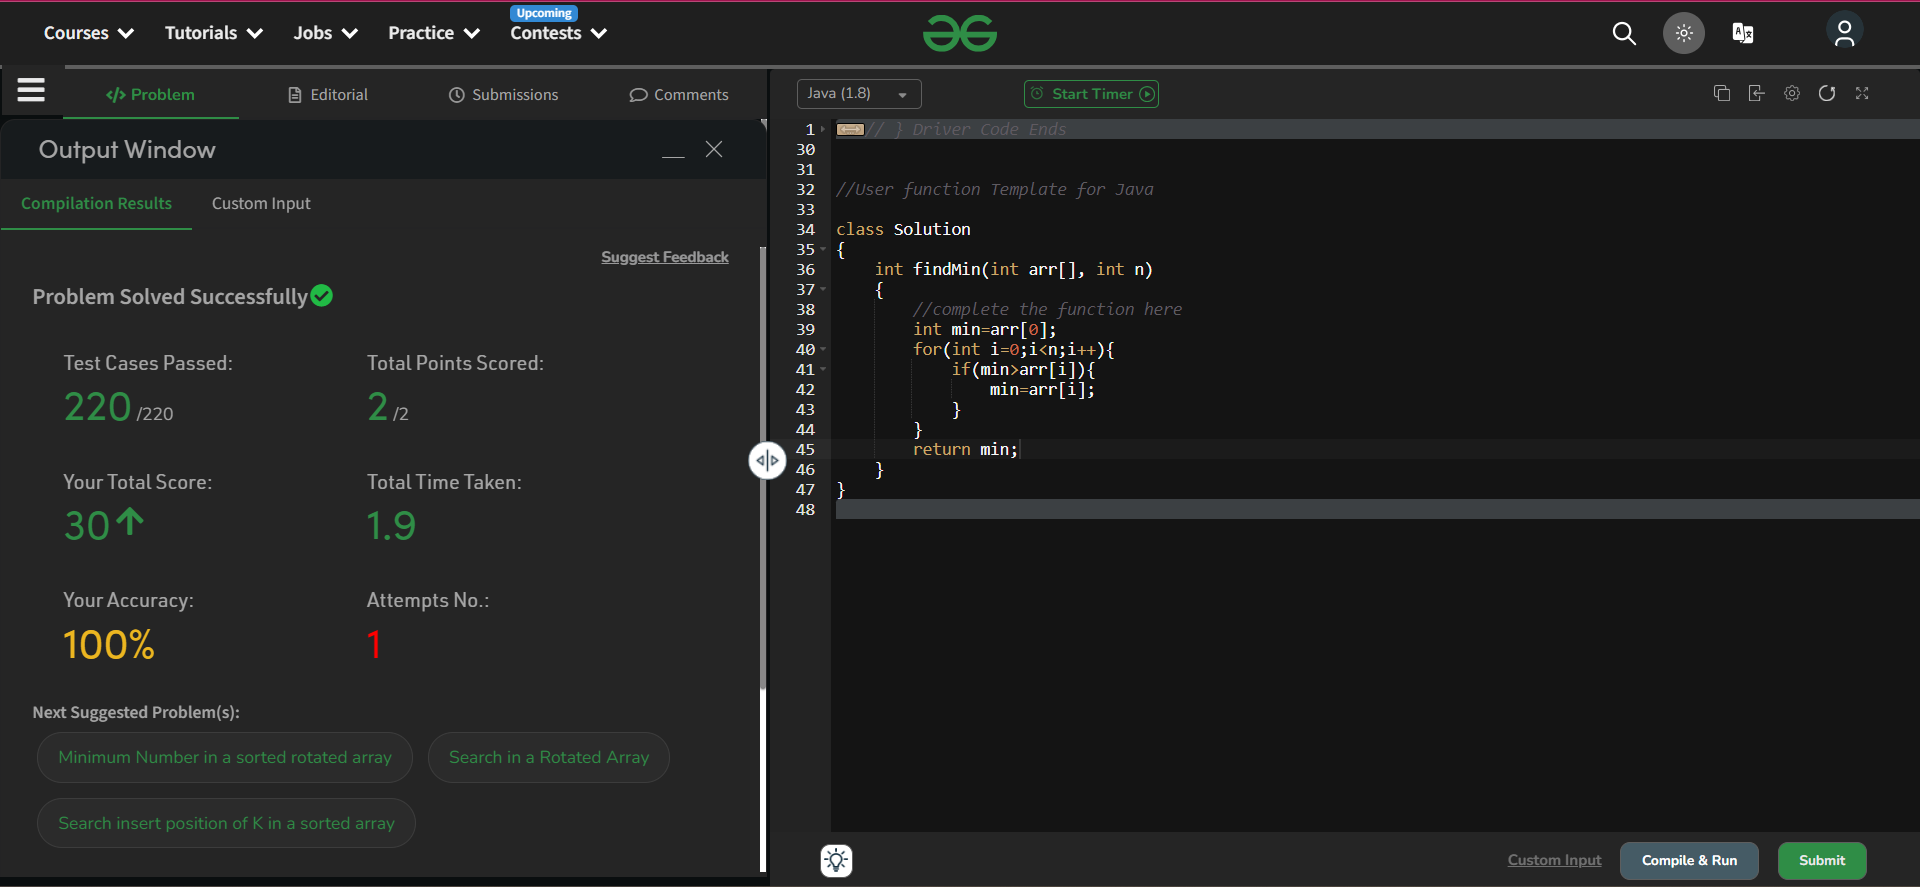 Upcoming
Courses Tutorials Jobs Practice Contests
</> Problem Editorial Submissions Comments
Output Window
Compilation Results Custom Input
Suggest Feedback
Problem Solved Successfully
Test Cases Passed: Total Points Scored:
220 /220 2 /2
Your Total Score: Total Time Taken:
30 1.9
Your Accuracy: Attempts No.:
100% 1
Next Suggested Problem(s):
Minimum Number in a sorted rotated array Search in a Rotated Array
Search insert position of K in a sorted array
Java (1.8) Start Timer
1 // } Driver Code Ends
30
31
32 //User function Template for Java
33
34 class Solution
35 {
36 int findMin(int arr[], int n)
37 {
38 //complete the function here
39 int min=arr[0];
40 for(int i=0;i<n;i++){
41 if(min>arr[i]){
42 min=arr[i];
43 }
44 }
45 return min;
46 }
47 }
48
Custom Input Compile & Run Submit